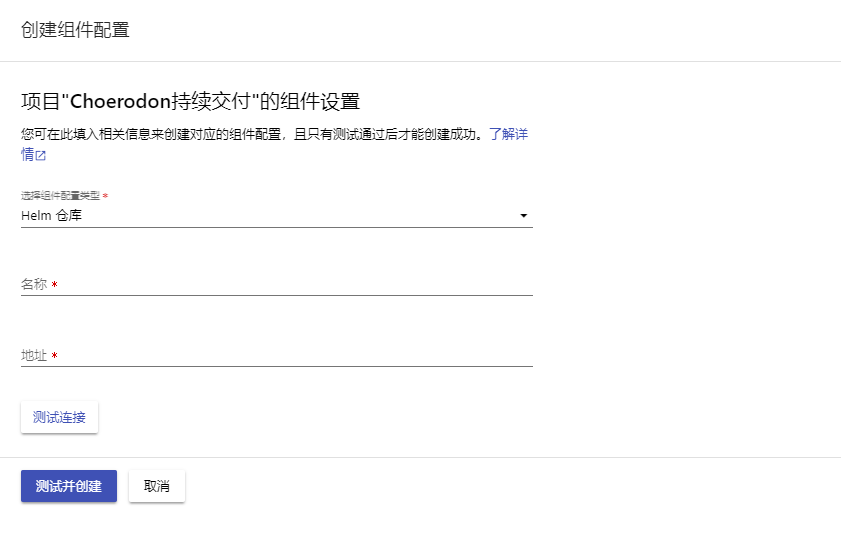 创建组件配置
项目"Choerodon持续交付"的组件设置
您可在此填入相关信息来创建对应的组件配置，且只有测试通过后才能创建成功。了解详
情
选择组件配置类型 *
Helm 仓库
名称 *
地址 *
测试连接
测试并创建 取消